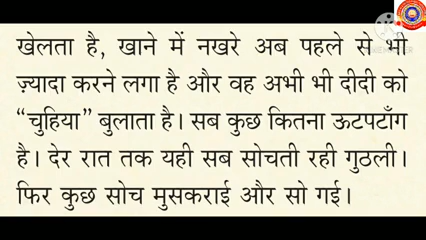 खेलता है, खाने में नखरे अब पहले से भी
ज़्यादा करने लगा है और वह अभी भी दीदी को
“चुहिया” बुलाता है। सब कुछ कितना ऊटपटाँग
है। देर रात तक यही सब सोचती रही गुठली।
फिर कुछ सोच मुसकराई और सो गई।